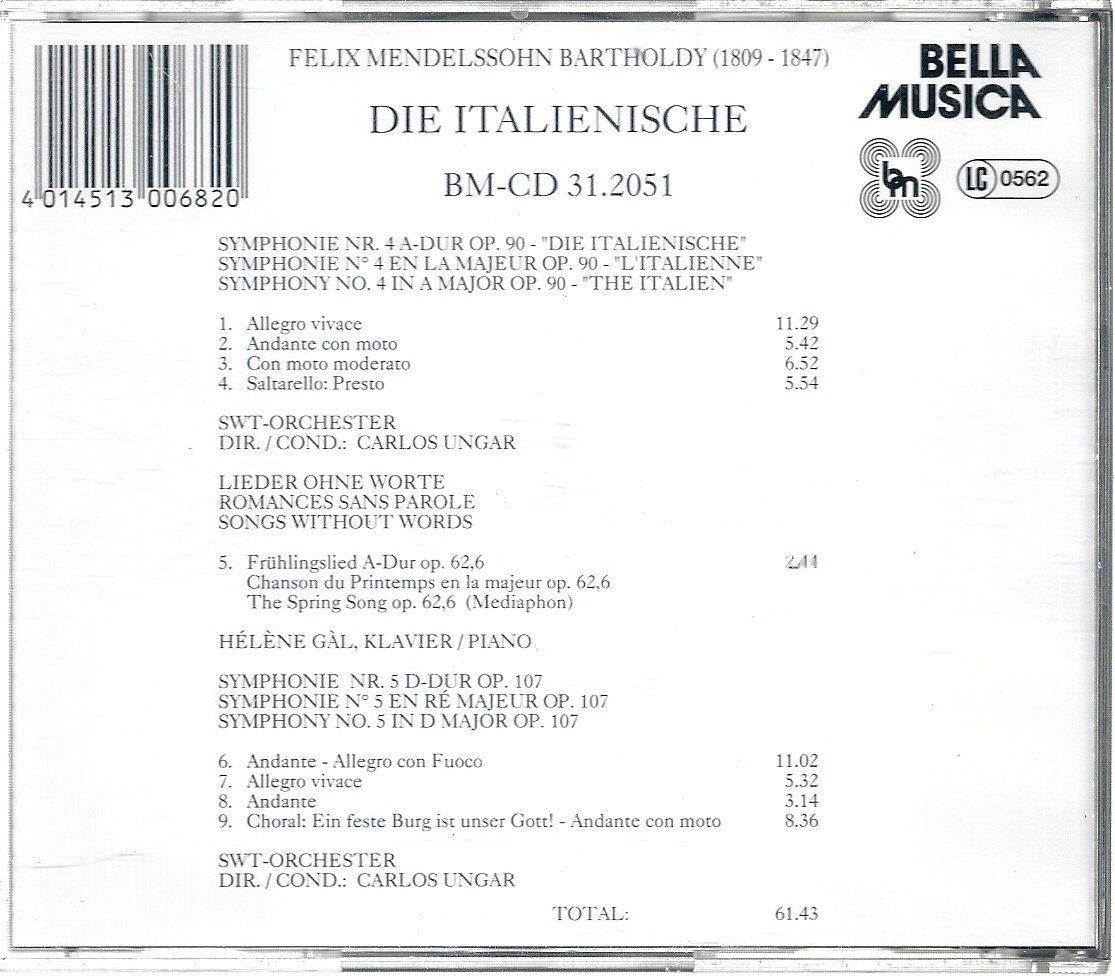 FELIX MENDELSSOHN BARTHOLDY (1809 - 1847)
BELLA
MUSICA
DIE ITALIENISCHE
BM-CD 31.2051
bm
LC 0562
4 014513 006820
SYMPHONIE NR. 4 A-DUR OP. 90 - "DIE ITALIENISCHE"
SYMPHONIE N° 4 EN LA MAJEUR OP. 90 - "L'ITALIENNE"
SYMPHONY NO. 4 IN A MAJOR OP. 90 - "THE ITALIEN"
1. Allegro vivace 11.29
2. Andante con moto 5.42
3. Con moto moderato 6.52
4. Saltarello: Presto 5.54
SWT-ORCHESTER
DIR. / COND.: CARLOS UNGAR
LIEDER OHNE WORTE
ROMANCES SANS PAROLE
SONGS WITHOUT WORDS
5. Frühlingslied A-Dur op. 62,6
Chanson du Printemps en la majeur op. 62,6
The Spring Song op. 62,6 (Mediaphon)
HÉLÈNE GÀL, KLAVIER / PIANO
SYMPHONIE NR. 5 D-DUR OP. 107
SYMPHONIE N° 5 EN RÉ MAJEUR OP. 107
SYMPHONY NO. 5 IN D MAJOR OP. 107
6. Andante - Allegro con Fuoco 11.02
7. Allegro vivace 5.32
8. Andante 3.14
9. Choral: Ein feste Burg ist unser Gott! - Andante con moto 8.36
SWT-ORCHESTER
DIR. / COND.: CARLOS UNGAR
TOTAL: 61.43